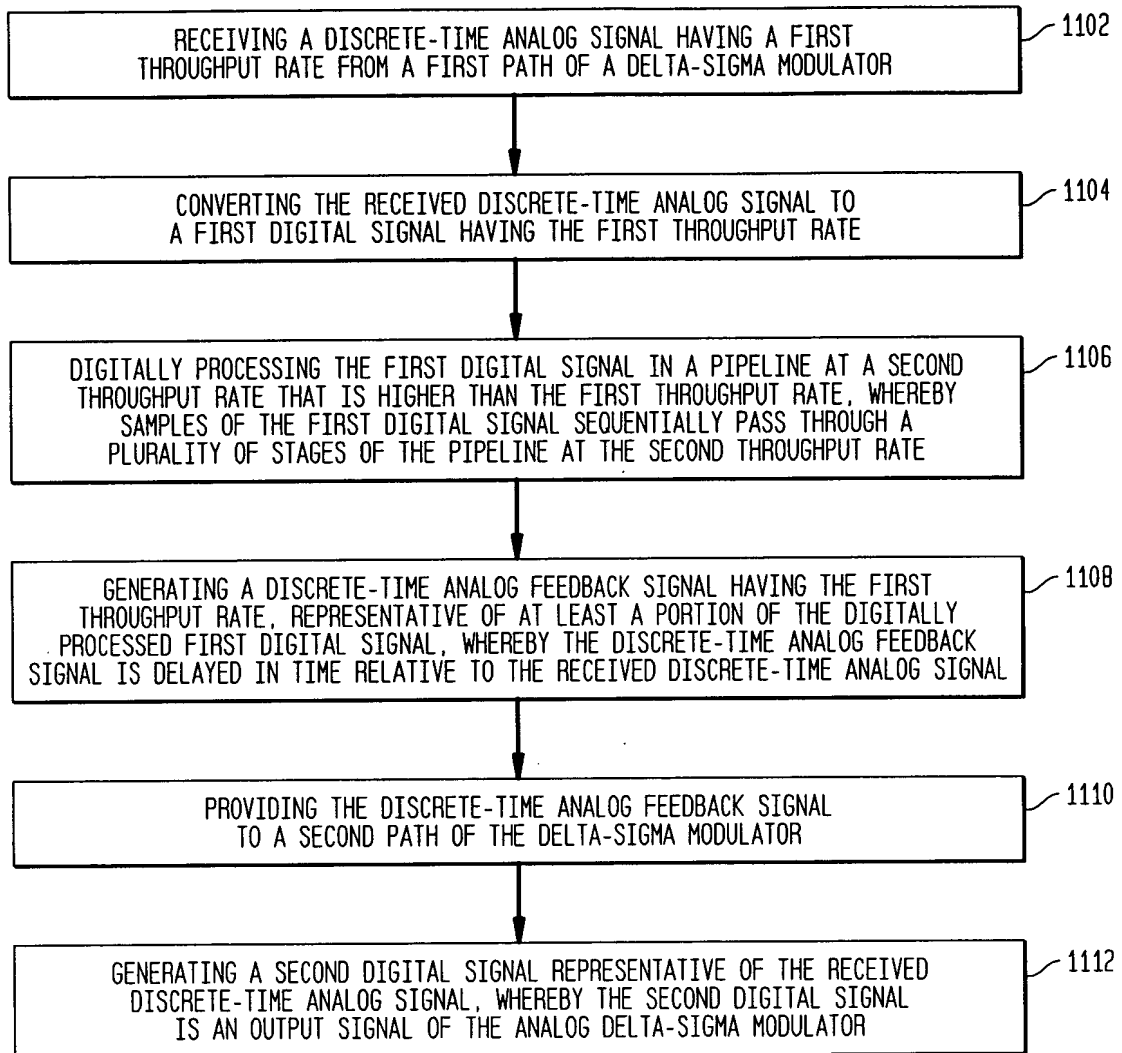 RECEIVING A DISCRETE-TIME ANALOG SIGNAL HAVING A FIRST
THROUGHPUT RATE FROM A FIRST PATH OF A DELTA-SIGMA MODULATOR
1102
CONVERTING THE RECEIVED DISCRETE-TIME ANALOG SIGNAL TO
A FIRST DIGITAL SIGNAL HAVING THE FIRST THROUGHPUT RATE
1104
DIGITALLY PROCESSING THE FIRST DIGITAL SIGNAL IN A PIPELINE AT A SECOND
THROUGHPUT RATE THAT IS HIGHER THAN THE FIRST THROUGHPUT RATE, WHEREBY
SAMPLES OF THE FIRST DIGITAL SIGNAL SEQUENTIALLY PASS THROUGH A
PLURALITY OF STAGES OF THE PIPELINE AT THE SECOND THROUGHPUT RATE
1106
GENERATING A DISCRETE-TIME ANALOG FEEDBACK SIGNAL HAVING THE FIRST
THROUGHPUT RATE, REPRESENTATIVE OF AT LEAST A PORTION OF THE DIGITALLY
PROCESSED FIRST DIGITAL SIGNAL, WHEREBY THE DISCRETE-TIME ANALOG FEEDBACK
SIGNAL IS DELAYED IN TIME RELATIVE TO THE RECEIVED DISCRETE-TIME ANALOG SIGNAL
1108
PROVIDING THE DISCRETE-TIME ANALOG FEEDBACK SIGNAL
TO A SECOND PATH OF THE DELTA-SIGMA MODULATOR
1110
GENERATING A SECOND DIGITAL SIGNAL REPRESENTATIVE OF THE RECEIVED
DISCRETE-TIME ANALOG SIGNAL, WHEREBY THE SECOND DIGITAL SIGNAL
IS AN OUTPUT SIGNAL OF THE ANALOG DELTA-SIGMA MODULATOR
1112